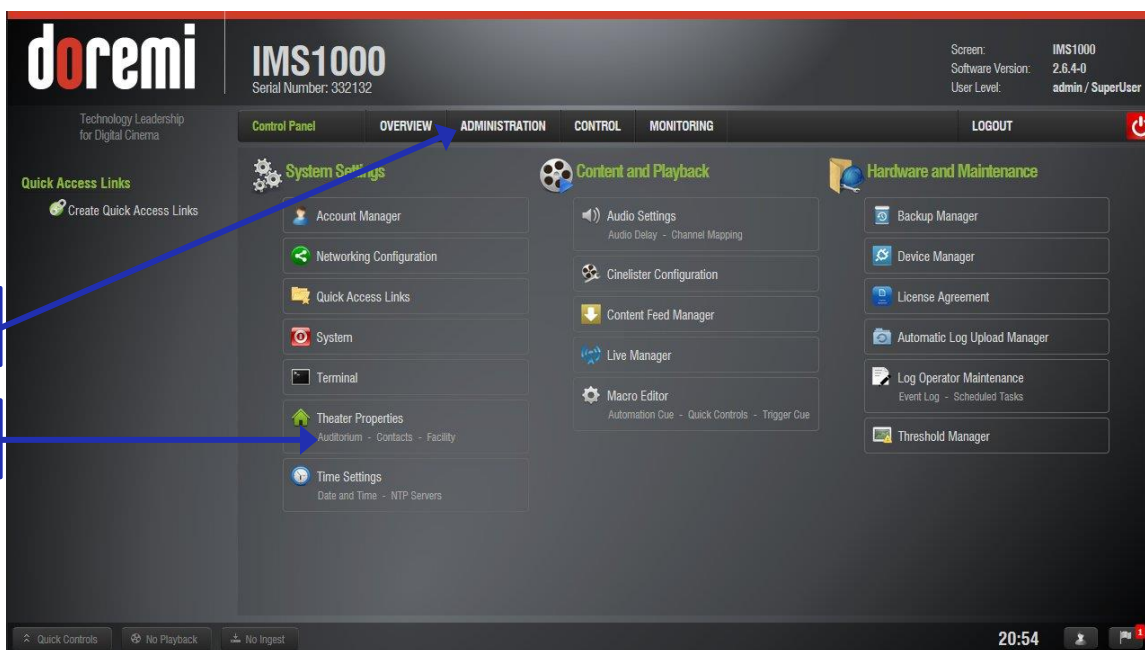 doremi
Technology Leadership
for Digital Cinema
IMS1000
Serial Number: 332132
Screen: IMS1000
Software Version: 2.6.4-0
User Level: admin / SuperUser
Control Panel OVERVIEW ADMINISTRATION CONTROL MONITORING LOGOUT
Quick Access Links
Create Quick Access Links
System Settings
Account Manager
Networking Configuration
Quick Access Links
System
Terminal
Theater Properties
Auditorium - Contacts - Facility
Time Settings
Date and Time - NTP Servers
Content and Playback
Audio Settings
Audio Delay - Channel Mapping
Cinelister Configuration
Content Feed Manager
Live Manager
Macro Editor
Automation Cue - Quick Controls - Trigger Cue
Hardware and Maintenance
Backup Manager
Device Manager
License Agreement
Automatic Log Upload Manager
Log Operator Maintenance
Event Log - Scheduled Tasks
Threshold Manager
Quick Controls No Playback No Ingest 20:54 1